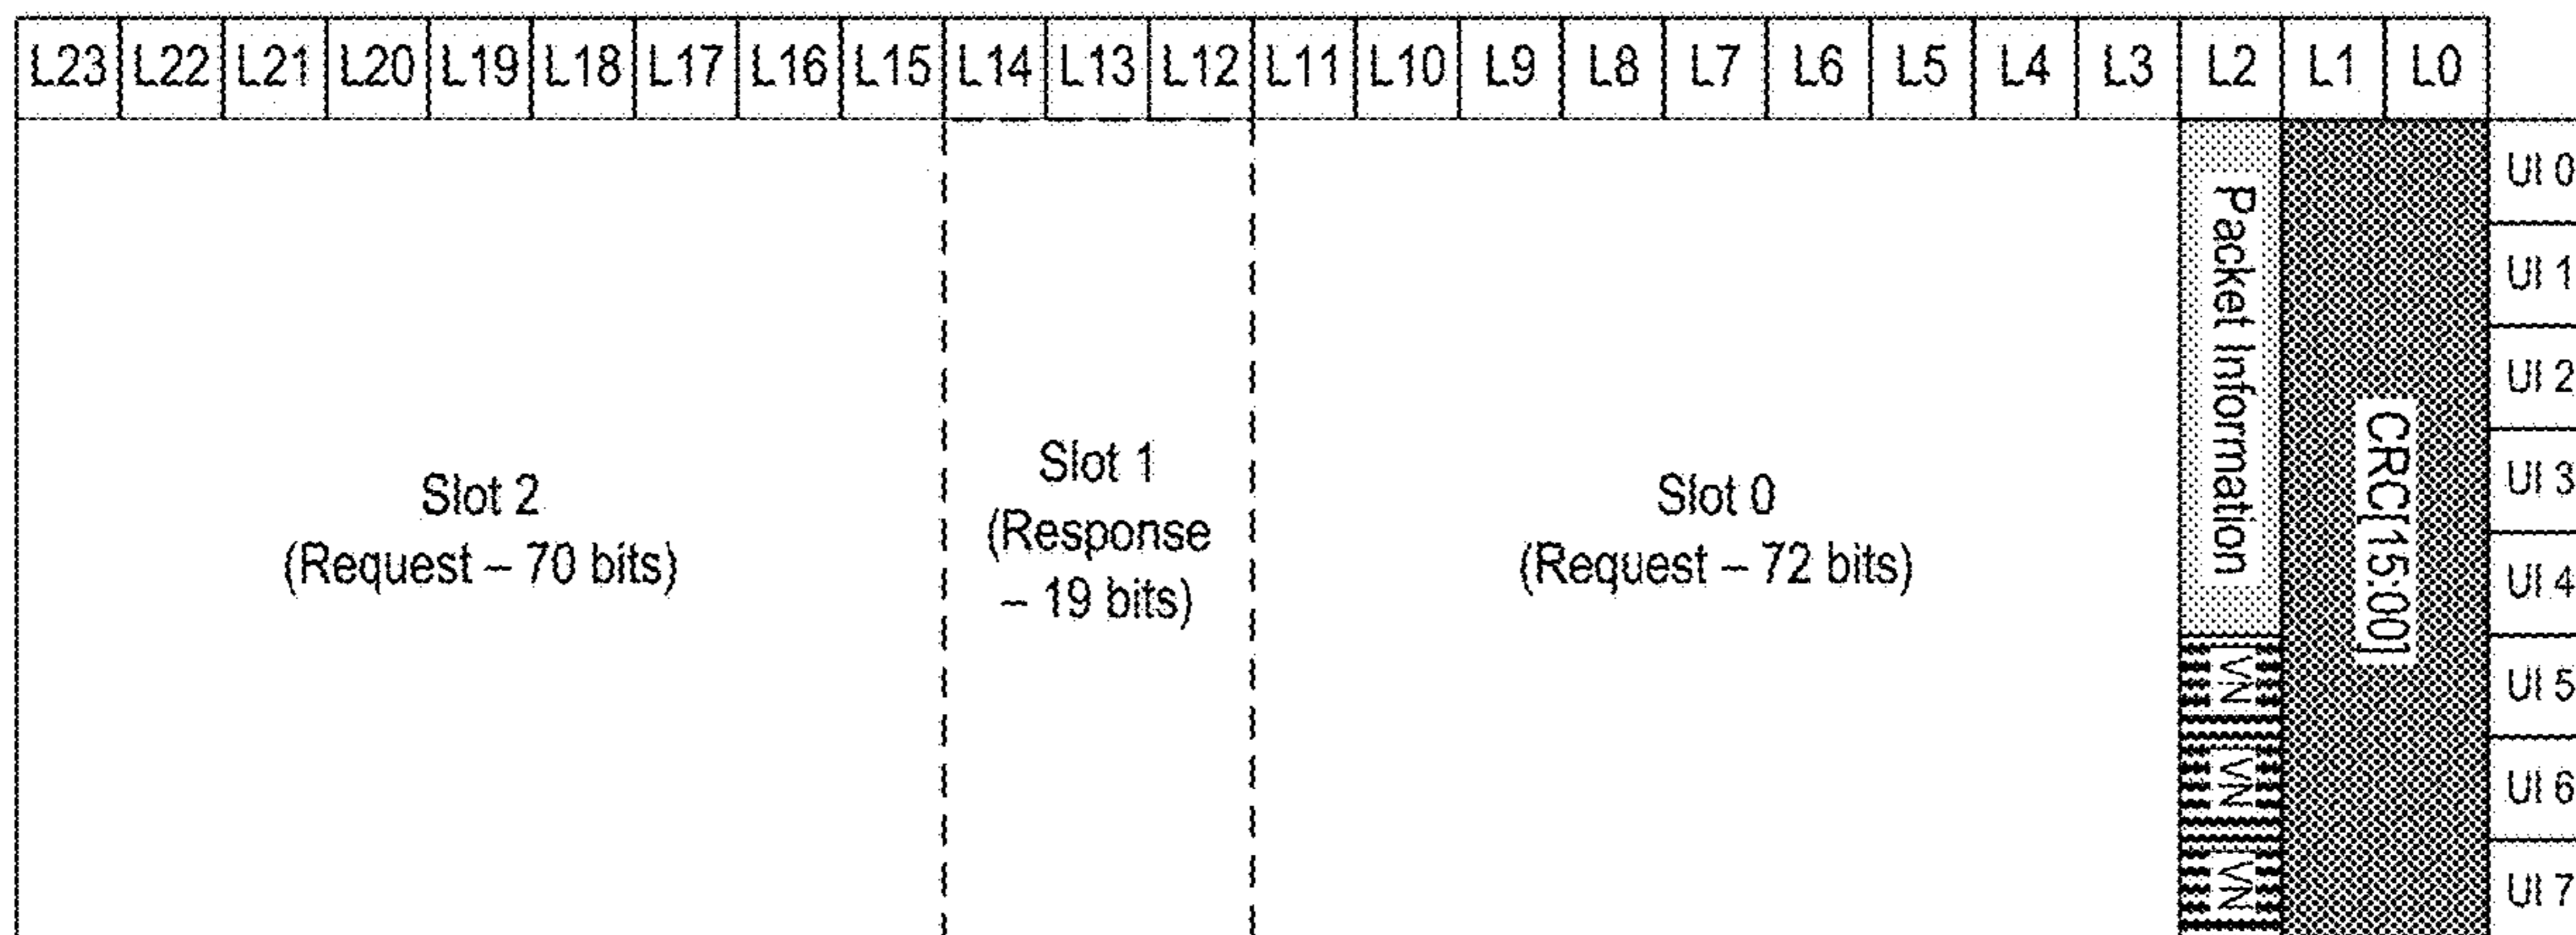 L23 L22 L21 L20 L19 L18 L17 L16 L15 L14 L13 L12 L11 L10 L9 L8 L7 L6 L5 L4 L3 L2 L1 L0
UI 0
UI 1
UI 2
UI 3
UI 4
UI 5
UI 6
UI 7
Slot 2
(Request – 70 bits)
Slot 1
(Response
– 19 bits)
Slot 0
(Request – 72 bits)
Packet Information
VN
VN
VN
CRC[15:00]